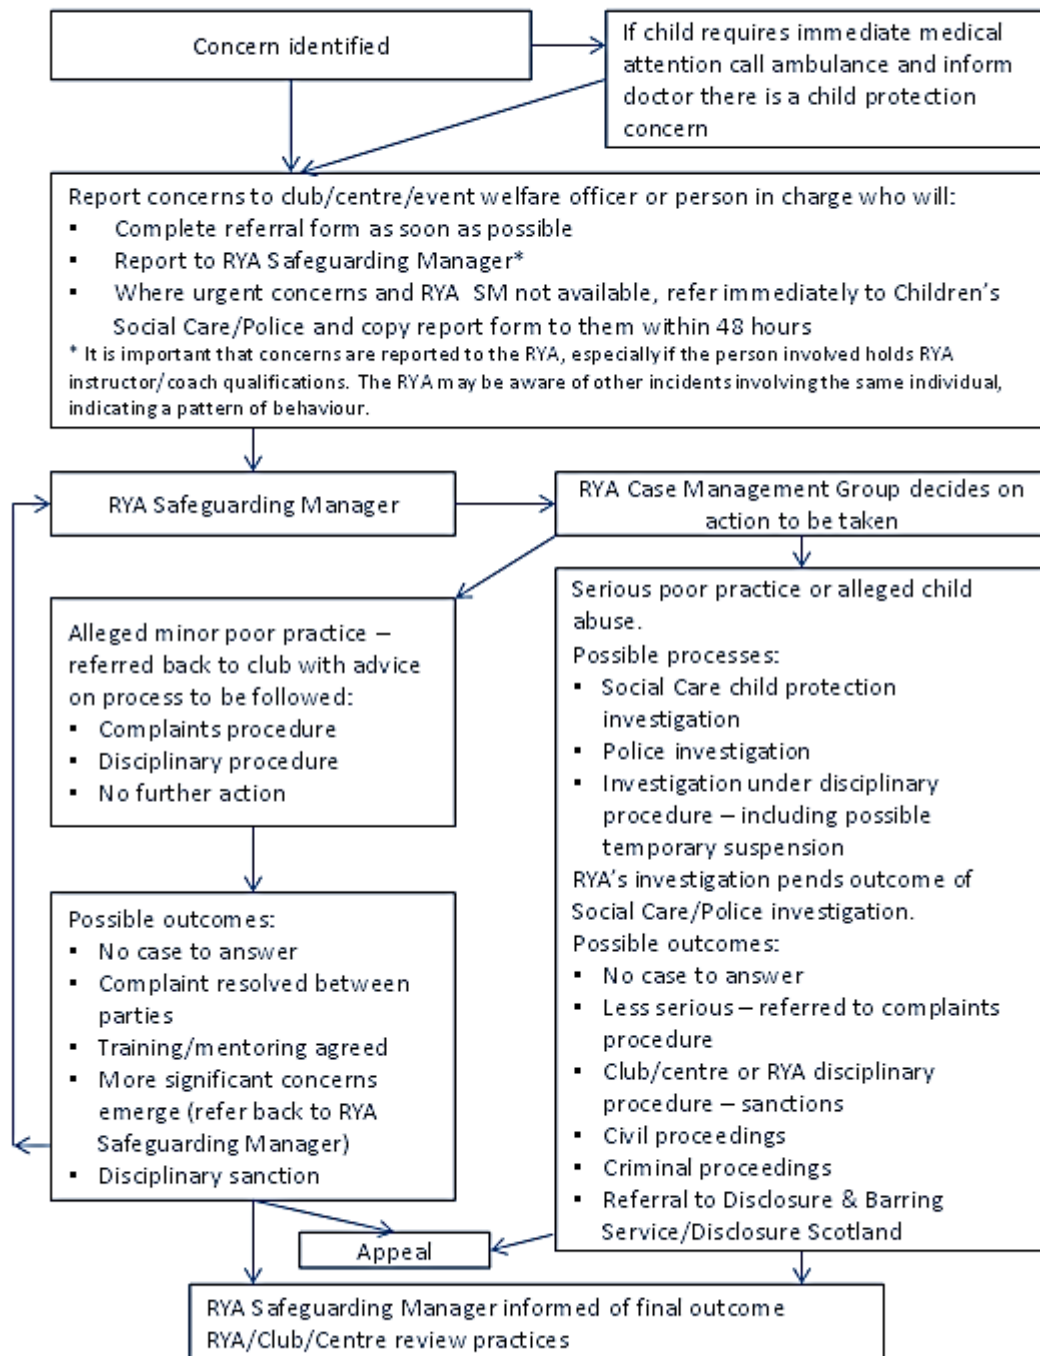 Concern identified
If child requires immediate medical
attention call ambulance and inform
doctor there is a child protection
concern
Report concerns to club/centre/event welfare officer or person in charge who will:
▪ Complete referral form as soon as possible
▪ Report to RYA Safeguarding Manager*
▪ Where urgent concerns and RYA SM not available, refer immediately to Children's
Social Care/Police and copy report form to them within 48 hours
* It is important that concerns are reported to the RYA, especially if the person involved holds RYA
instructor/coach qualifications. The RYA may be aware of other incidents involving the same individual,
indicating a pattern of behaviour.
RYA Safeguarding Manager
RYA Case Management Group decides on
action to be taken
Alleged minor poor practice –
referred back to club with advice
on process to be followed:
▪ Complaints procedure
▪ Disciplinary procedure
▪ No further action
Serious poor practice or alleged child
abuse.
Possible processes:
▪ Social Care child protection
investigation
▪ Police investigation
▪ Investigation under disciplinary
procedure – including possible
temporary suspension
RYA's investigation pends outcome of
Social Care/Police investigation.
Possible outcomes:
▪ No case to answer
▪ Less serious – referred to complaints
procedure
▪ Club/centre or RYA disciplinary
procedure – sanctions
▪ Civil proceedings
▪ Criminal proceedings
▪ Referral to Disclosure & Barring
Service/Disclosure Scotland
Possible outcomes:
▪ No case to answer
▪ Complaint resolved between
parties
▪ Training/mentoring agreed
▪ More significant concerns
emerge (refer back to RYA
Safeguarding Manager)
▪ Disciplinary sanction
Appeal
RYA Safeguarding Manager informed of final outcome
RYA/Club/Centre review practices